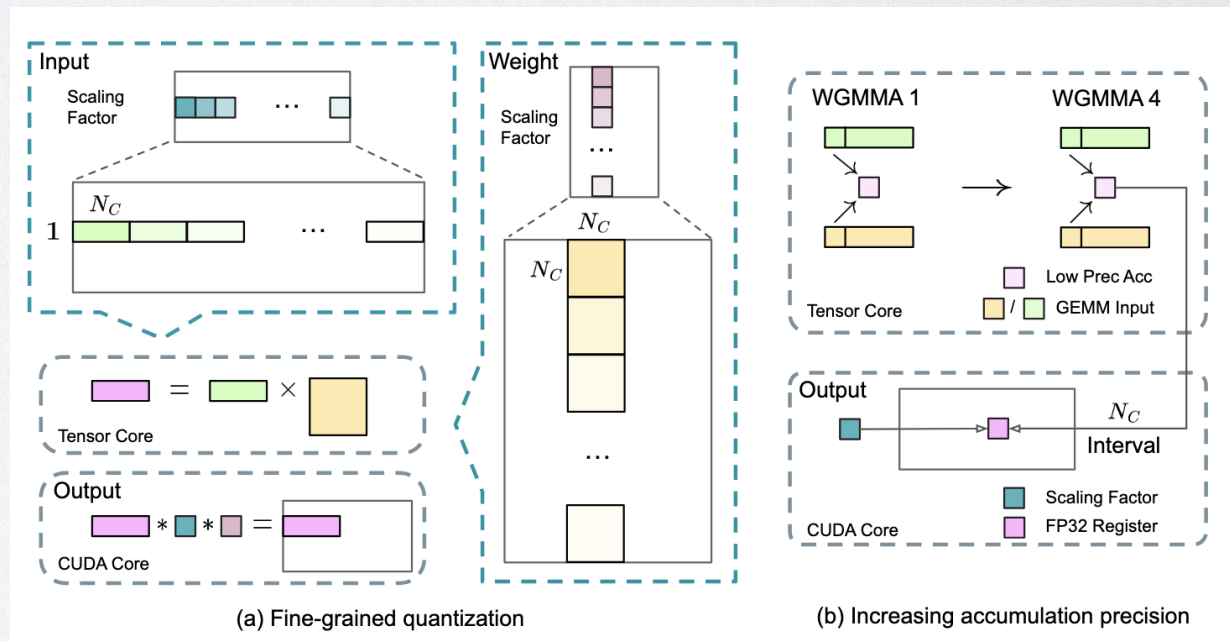 Input
Scaling
Factor
...
N_C
1
...
Weight
Scaling
Factor
...
N_C
N_C
...
= ×
Tensor Core
Output
* * =
CUDA Core
(a) Fine-grained quantization
WGMMA 1
WGMMA 4
Low Prec Acc
/ GEMM Input
Tensor Core
Output
N_C
Interval
Scaling Factor
FP32 Register
CUDA Core
(b) Increasing accumulation precision